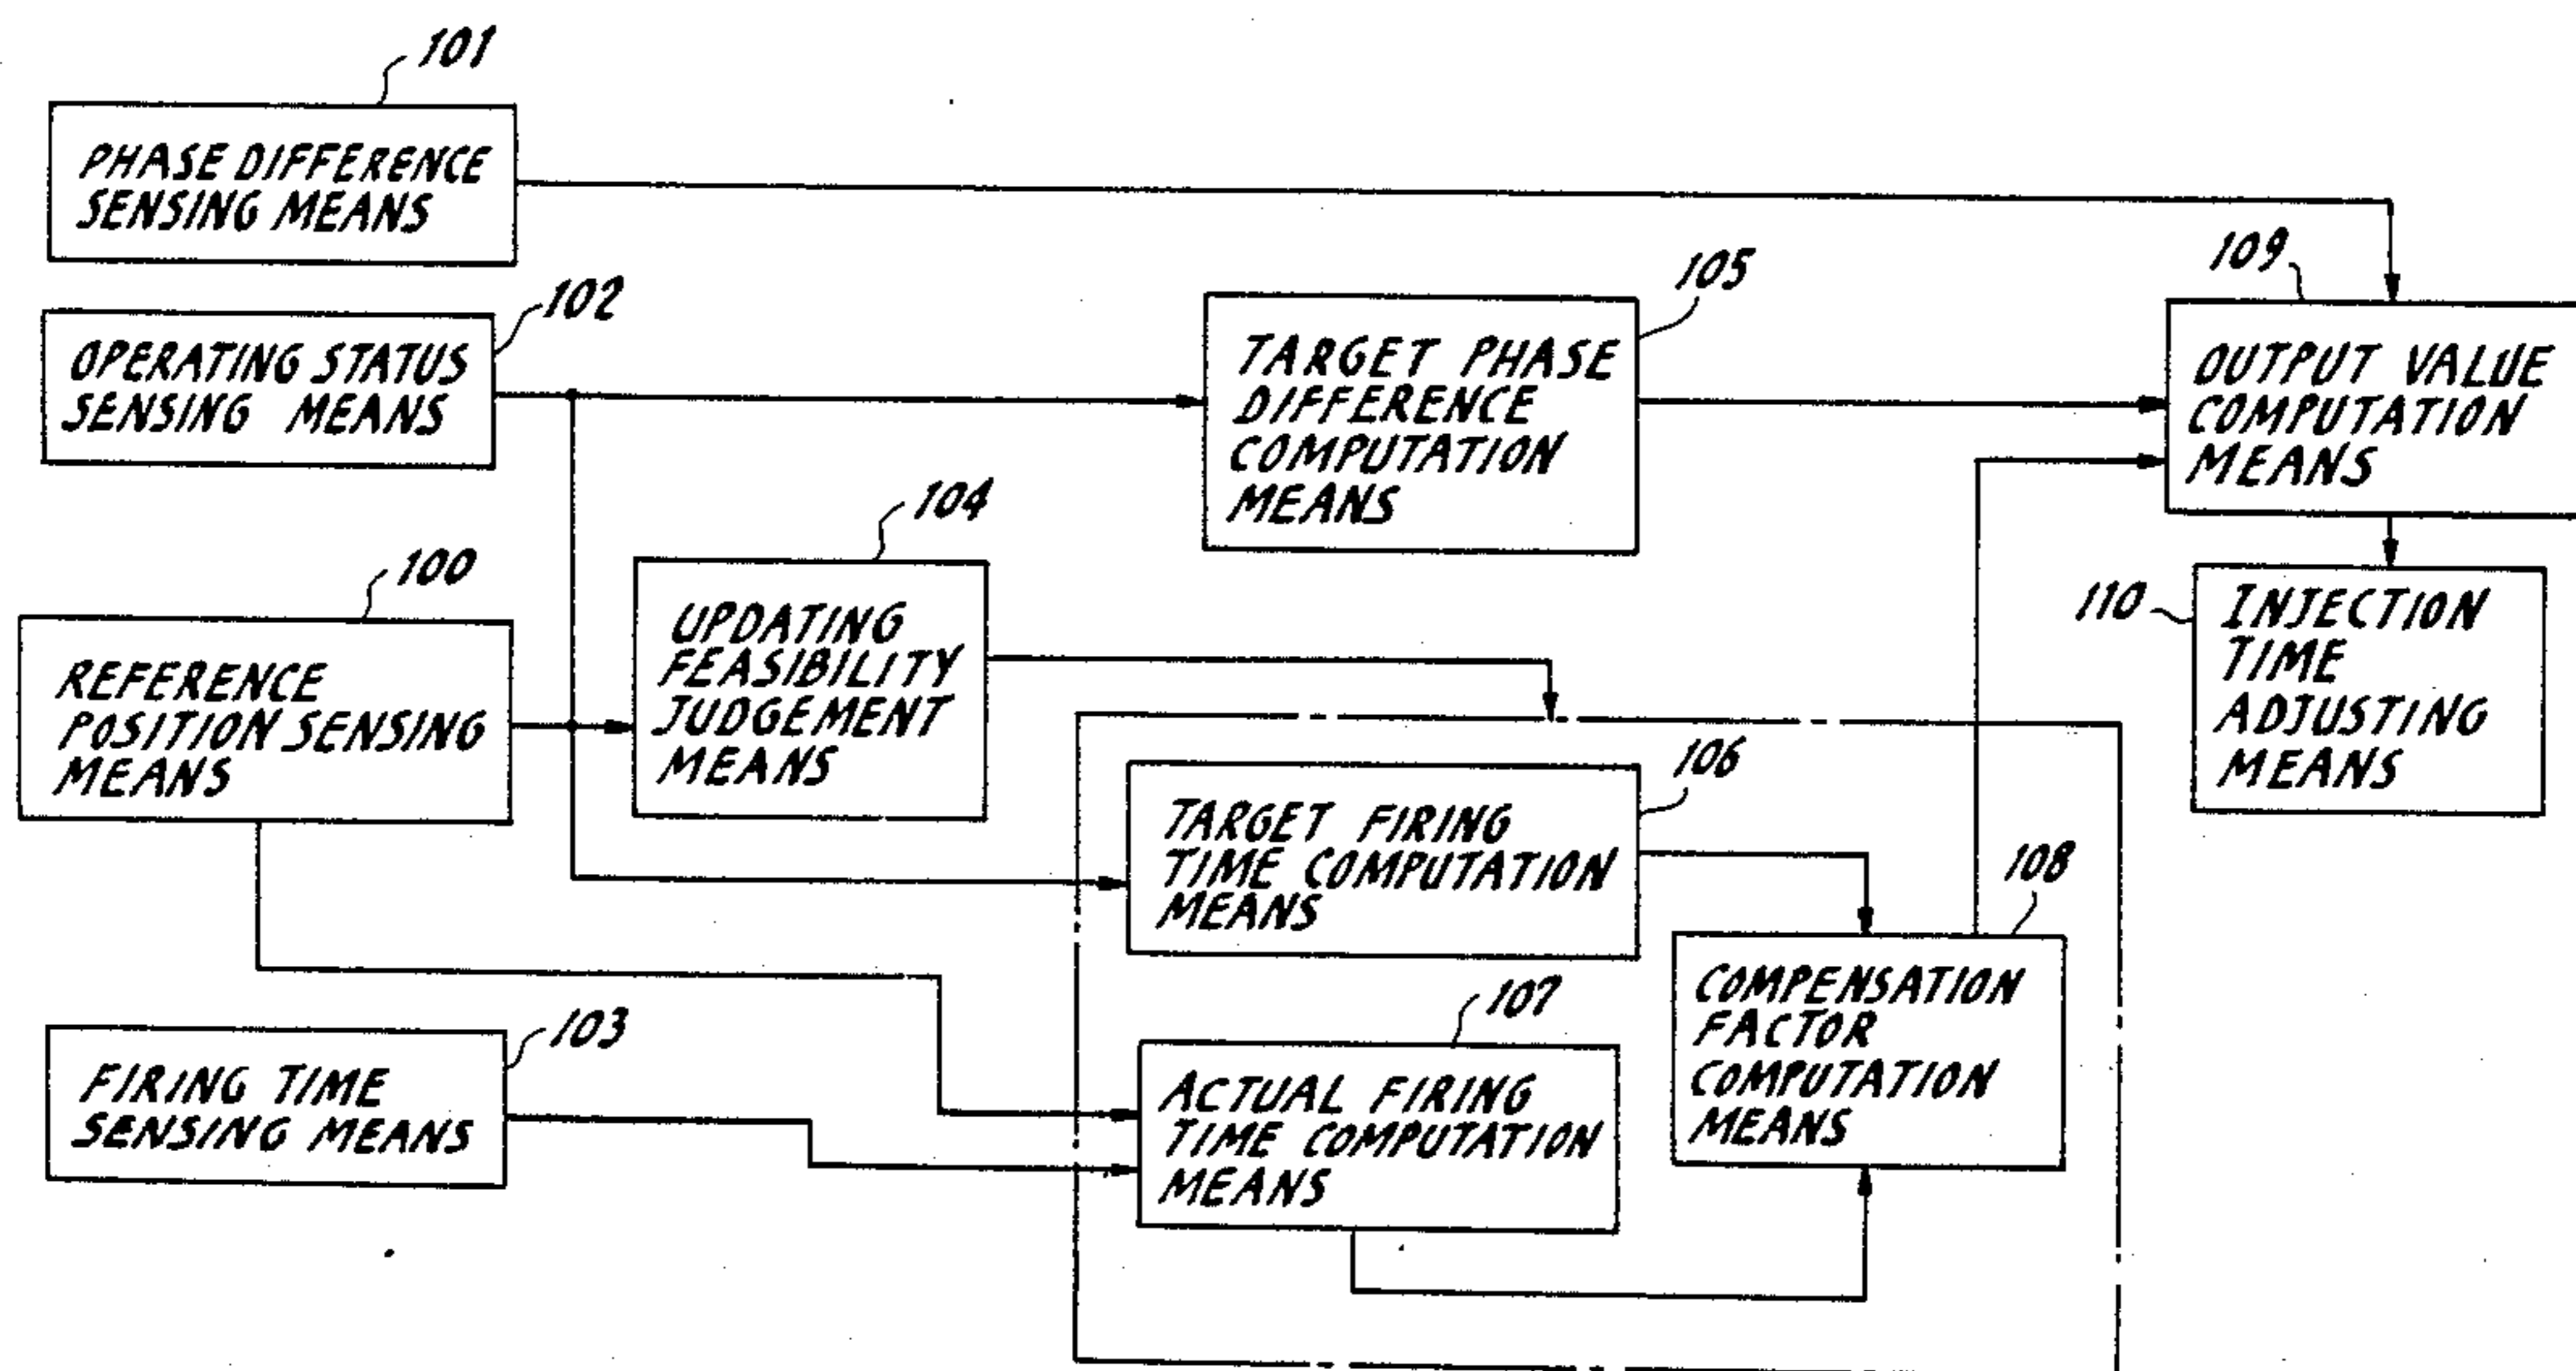 101
PHASE DIFFERENCE
SENSING MEANS
102
OPERATING STATUS
SENSING MEANS
105
TARGET PHASE
DIFFERENCE
COMPUTATION
MEANS
109
OUTPUT VALUE
COMPUTATION
MEANS
104
UPDATING
FEASIBILITY
JUDGEMENT
MEANS
100
REFERENCE
POSITION SENSING
MEANS
110
INJECTION
TIME
ADJUSTING
MEANS
106
TARGET FIRING
TIME COMPUTATION
MEANS
108
COMPENSATION
FACTOR
COMPUTATION
MEANS
103
FIRING TIME
SENSING MEANS
107
ACTUAL FIRING
TIME COMPUTATION
MEANS